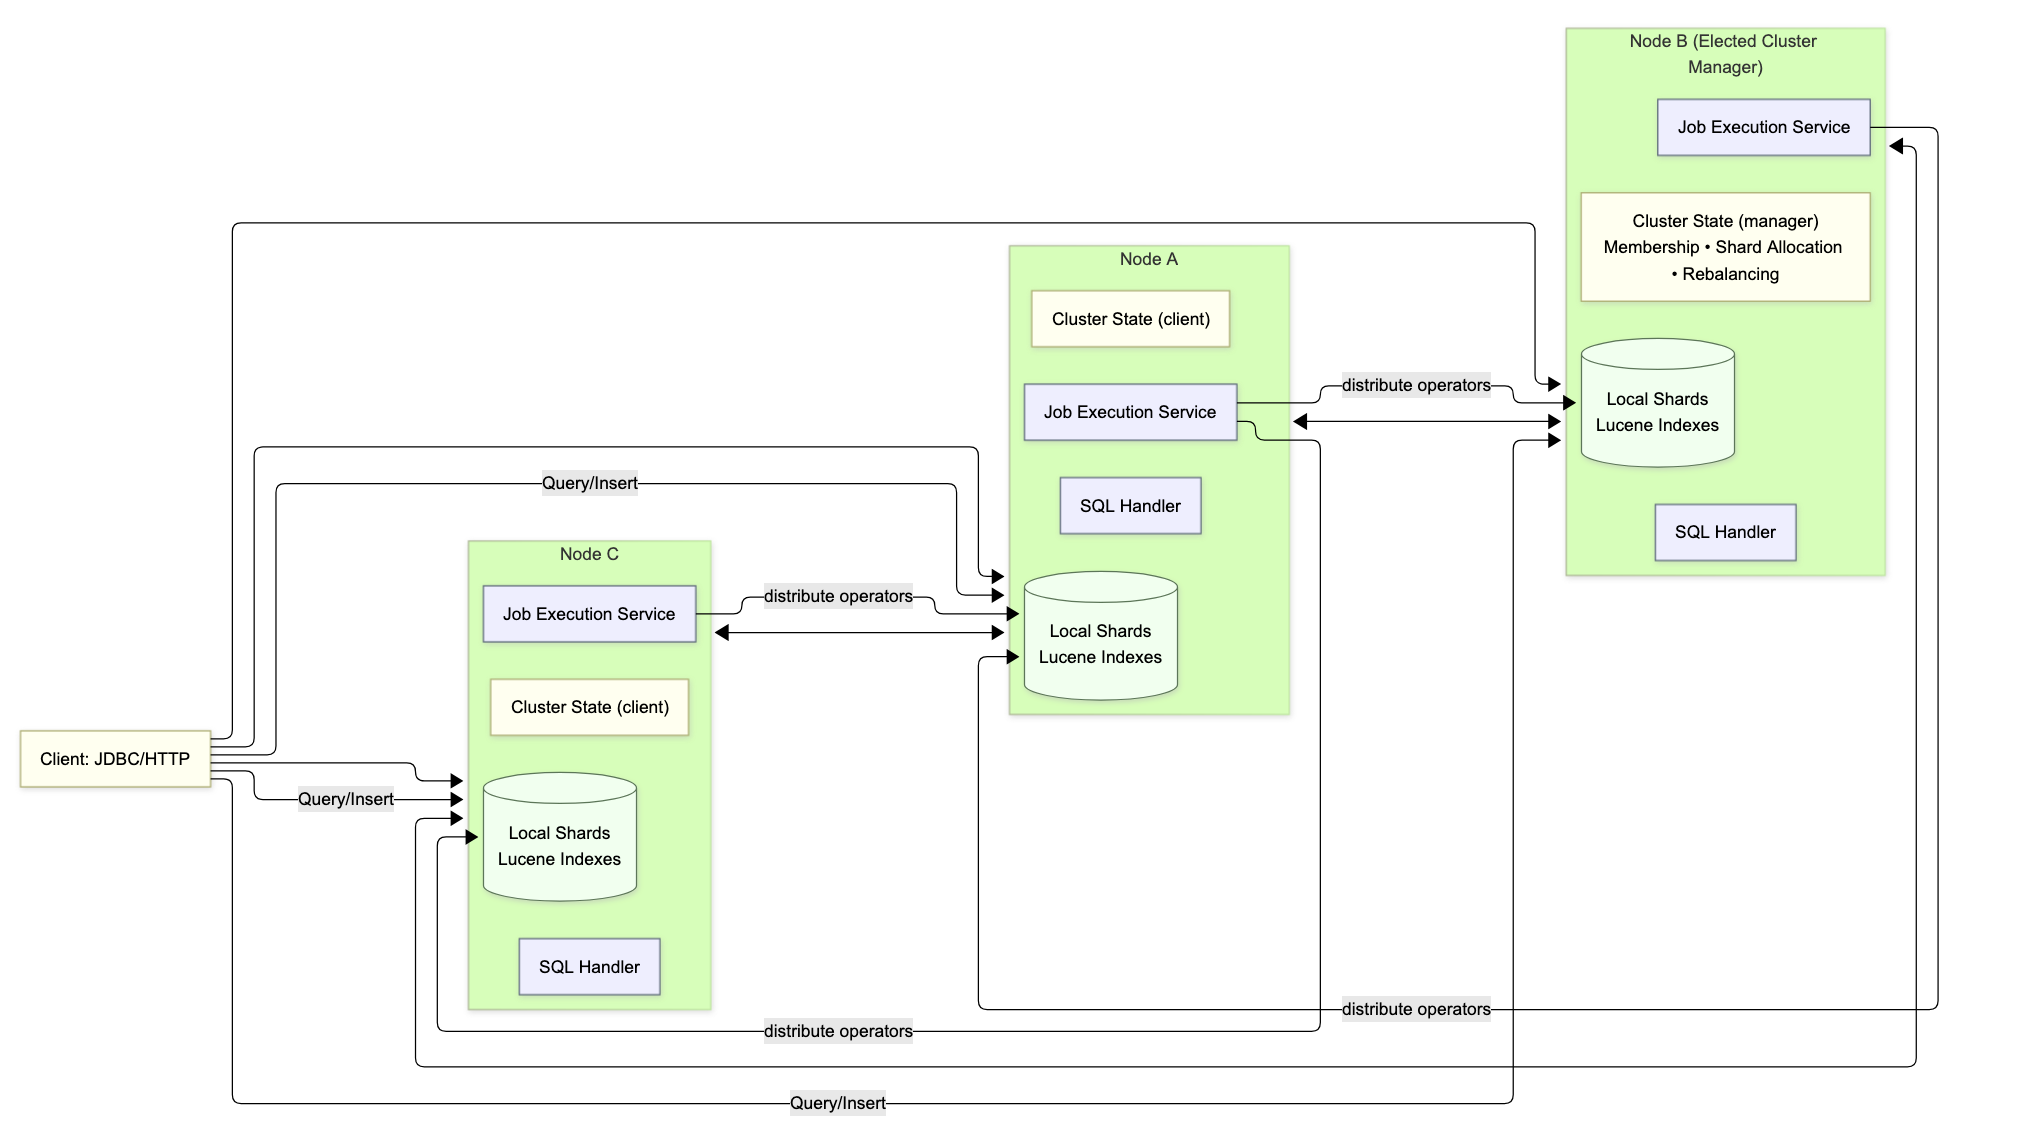 Node B (Elected Cluster
Manager)
Job Execution Service
Cluster State (manager)
Membership • Shard Allocation
• Rebalancing
Node A
Cluster State (client)
distribute operators
Job Execution Service
Local Shards
Lucene Indexes
Query/Insert
SQL Handler
SQL Handler
Node C
distribute operators
Job Execution Service
Local Shards
Lucene Indexes
Cluster State (client)
Client: JDBC/HTTP
Query/Insert
Local Shards
Lucene Indexes
SQL Handler
distribute operators
distribute operators
Query/Insert